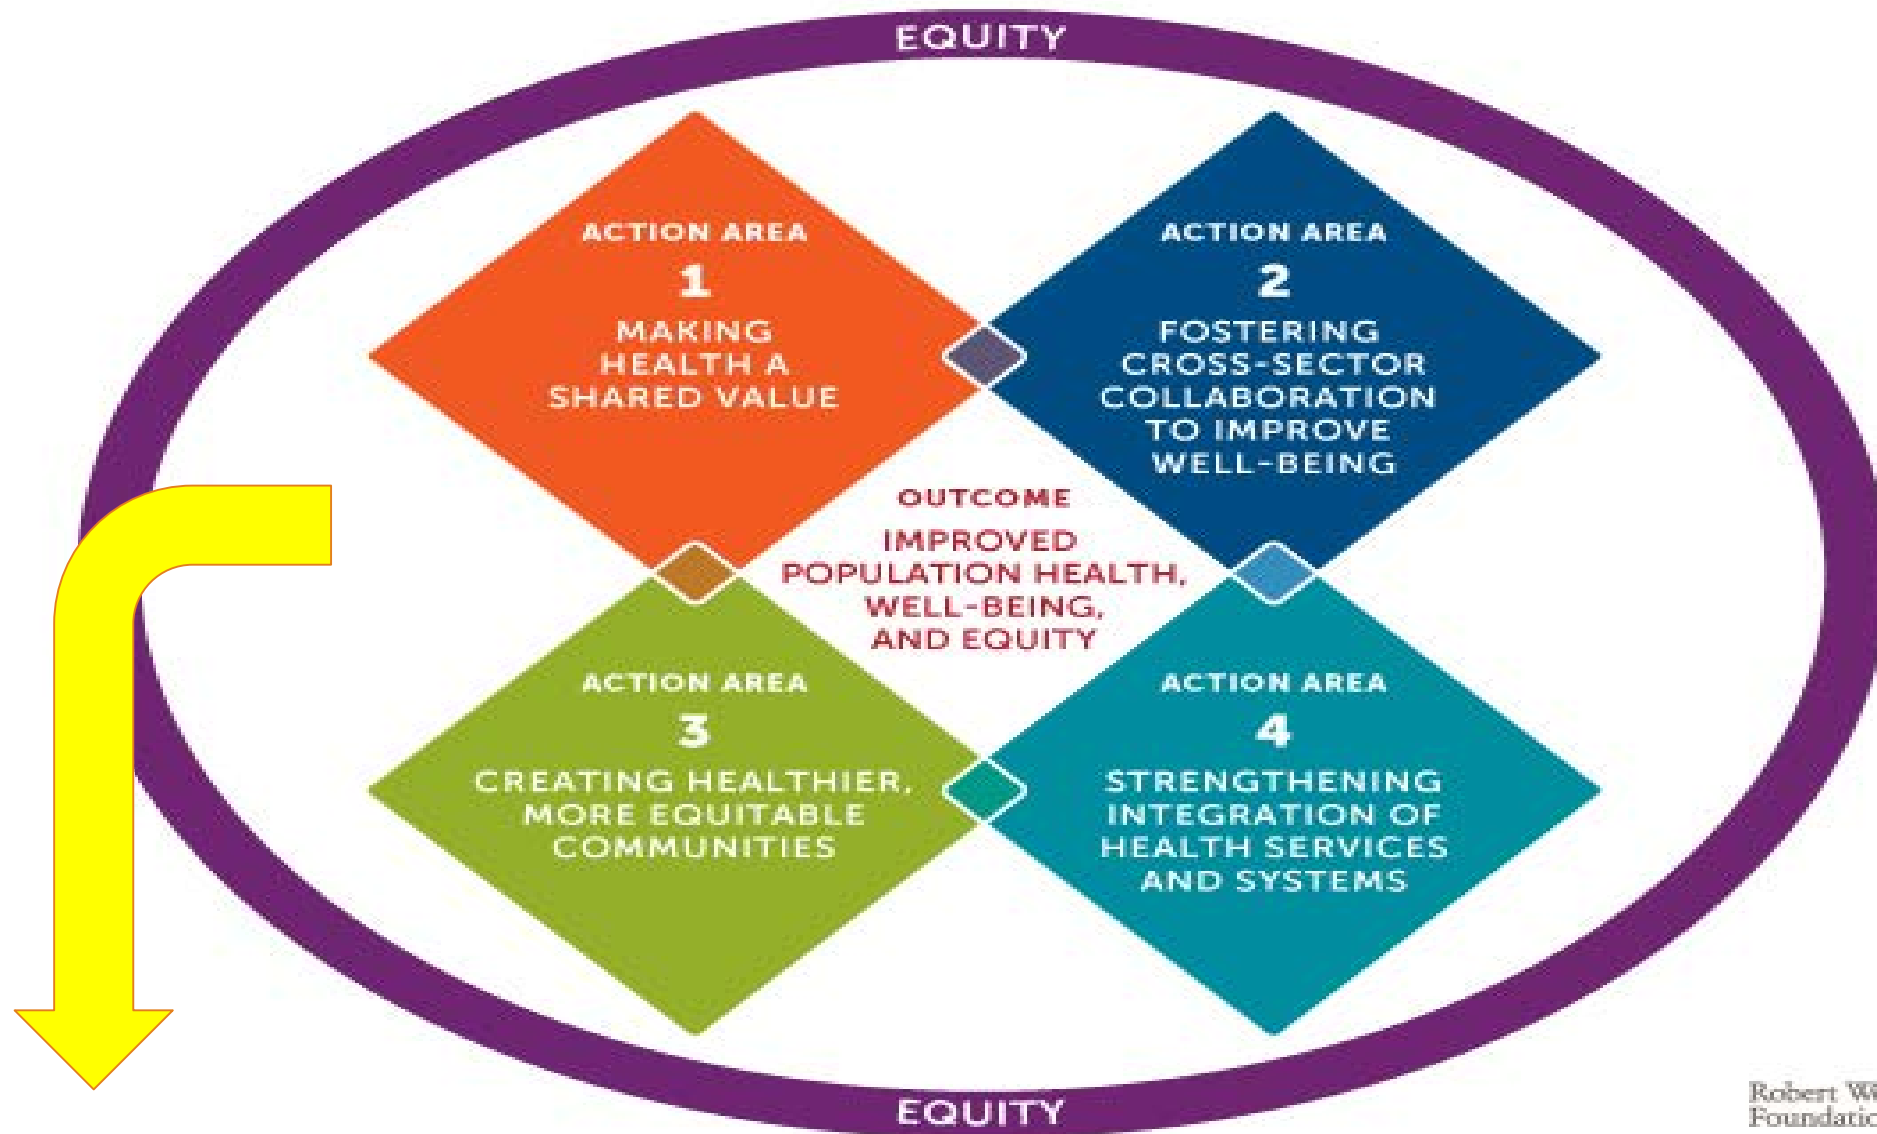 EQUITY
ACTION AREA
1
MAKING
HEALTH A
SHARED VALUE
ACTION AREA
2
FOSTERING
CROSS-SECTOR
COLLABORATION
TO IMPROVE
WELL-BEING
OUTCOME
IMPROVED
POPULATION HEALTH,
WELL-BEING,
AND EQUITY
ACTION AREA
3
CREATING HEALTHIER,
MORE EQUITABLE
COMMUNITIES
ACTION AREA
4
STRENGTHENING
INTEGRATION OF
HEALTH SERVICES
AND SYSTEMS
EQUITY
Robert